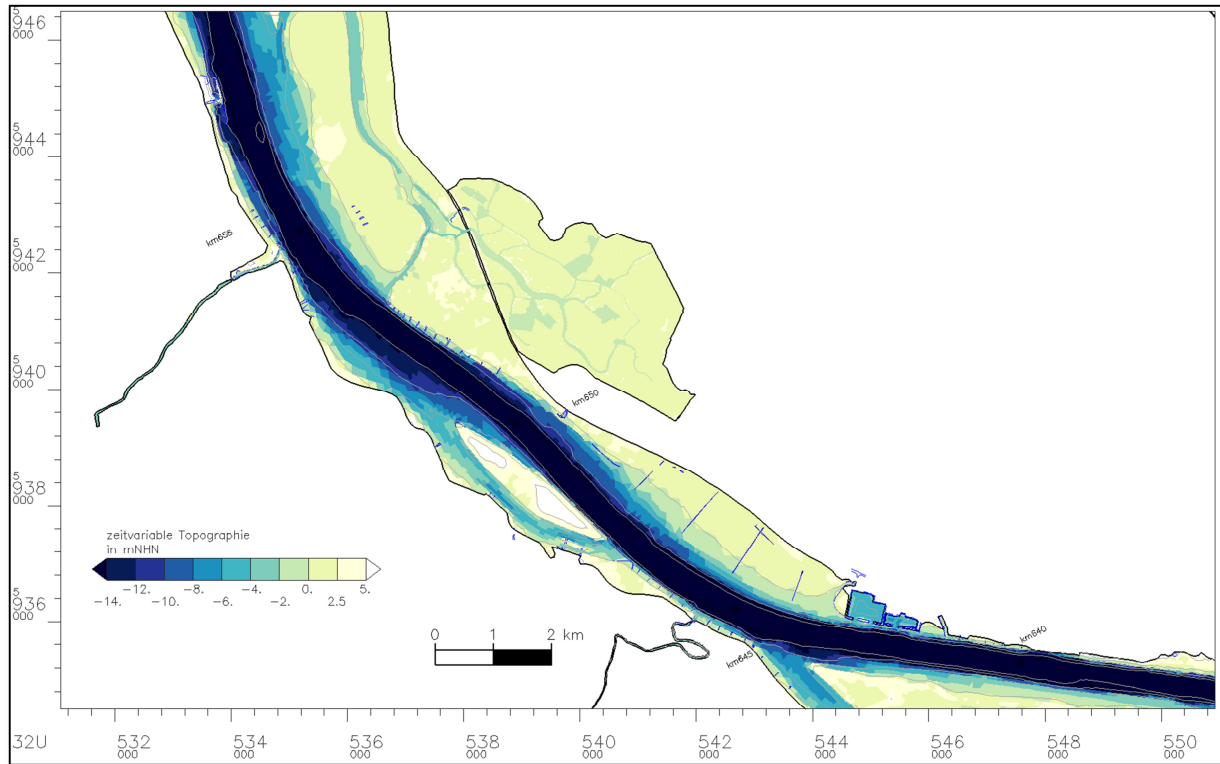 5
946
000
5
944
000
5
942
000
5
940
000
5
938
000
5
936
000
km655
km650
km645
km640
zeitvariable Topographie
in mNHN
-12. -8. -4. 0. 5.
-14. -10. -6. -2. 2.5
0 1 2 km
32U 532 534 536 538 540 542 544 546 548 550
000 000 000 000 000 000 000 000 000 000